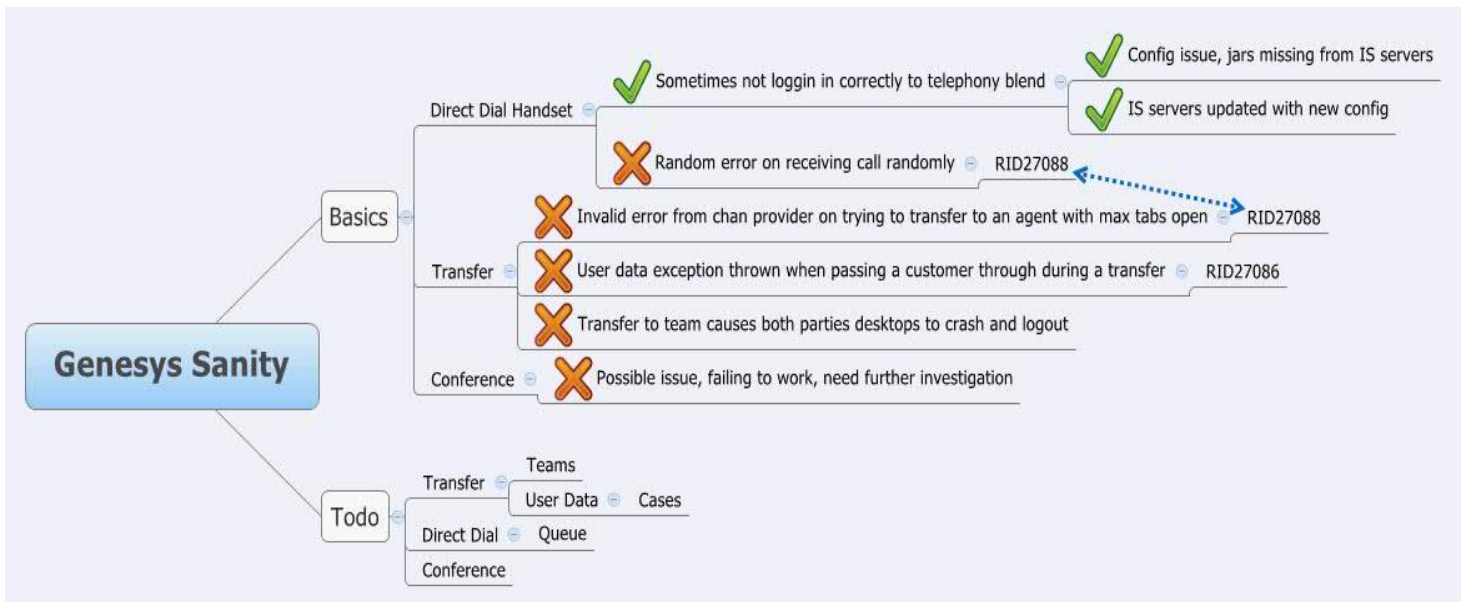 Genesys Sanity
Basics
Direct Dial Handset
Sometimes not loggin in correctly to telephony blend
Config issue, jars missing from IS servers
IS servers updated with new config
Random error on receiving call randomly
RID27088
Transfer
Invalid error from chan provider on trying to transfer to an agent with max tabs open
RID27088
User data exception thrown when passing a customer through during a transfer
RID27086
Transfer to team causes both parties desktops to crash and logout
Conference
Possible issue, failing to work, need further investigation
Todo
Transfer
Teams
User Data
Cases
Direct Dial
Queue
Conference